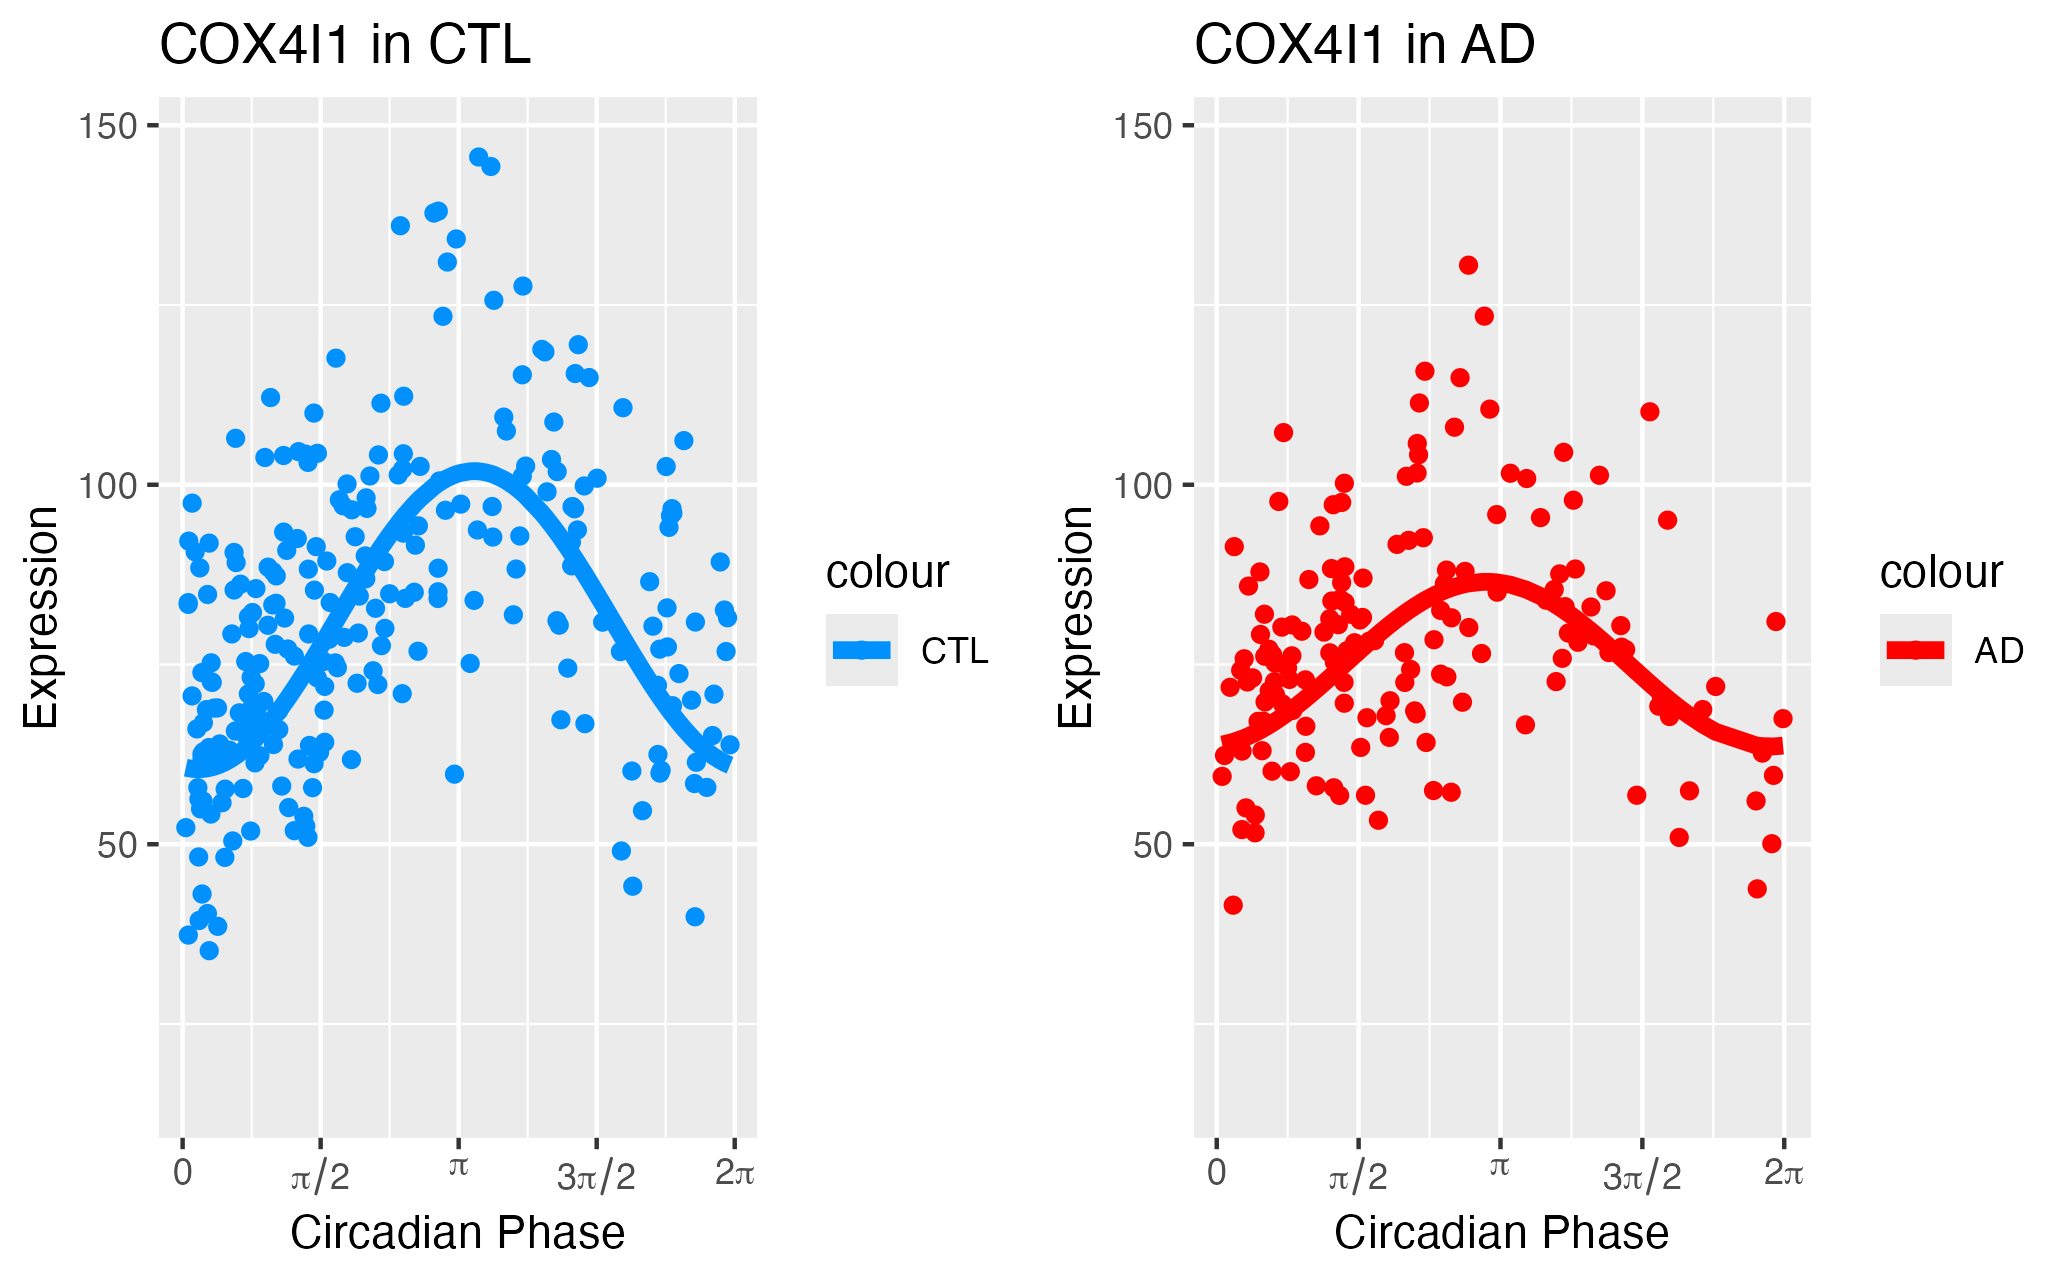 COX4I1 in CTL
150
100
50
Expression
0 π/2 π 3π/2 2π
Circadian Phase
colour
CTL
COX4I1 in AD
150
100
50
Expression
0 π/2 π 3π/2 2π
Circadian Phase
colour
AD